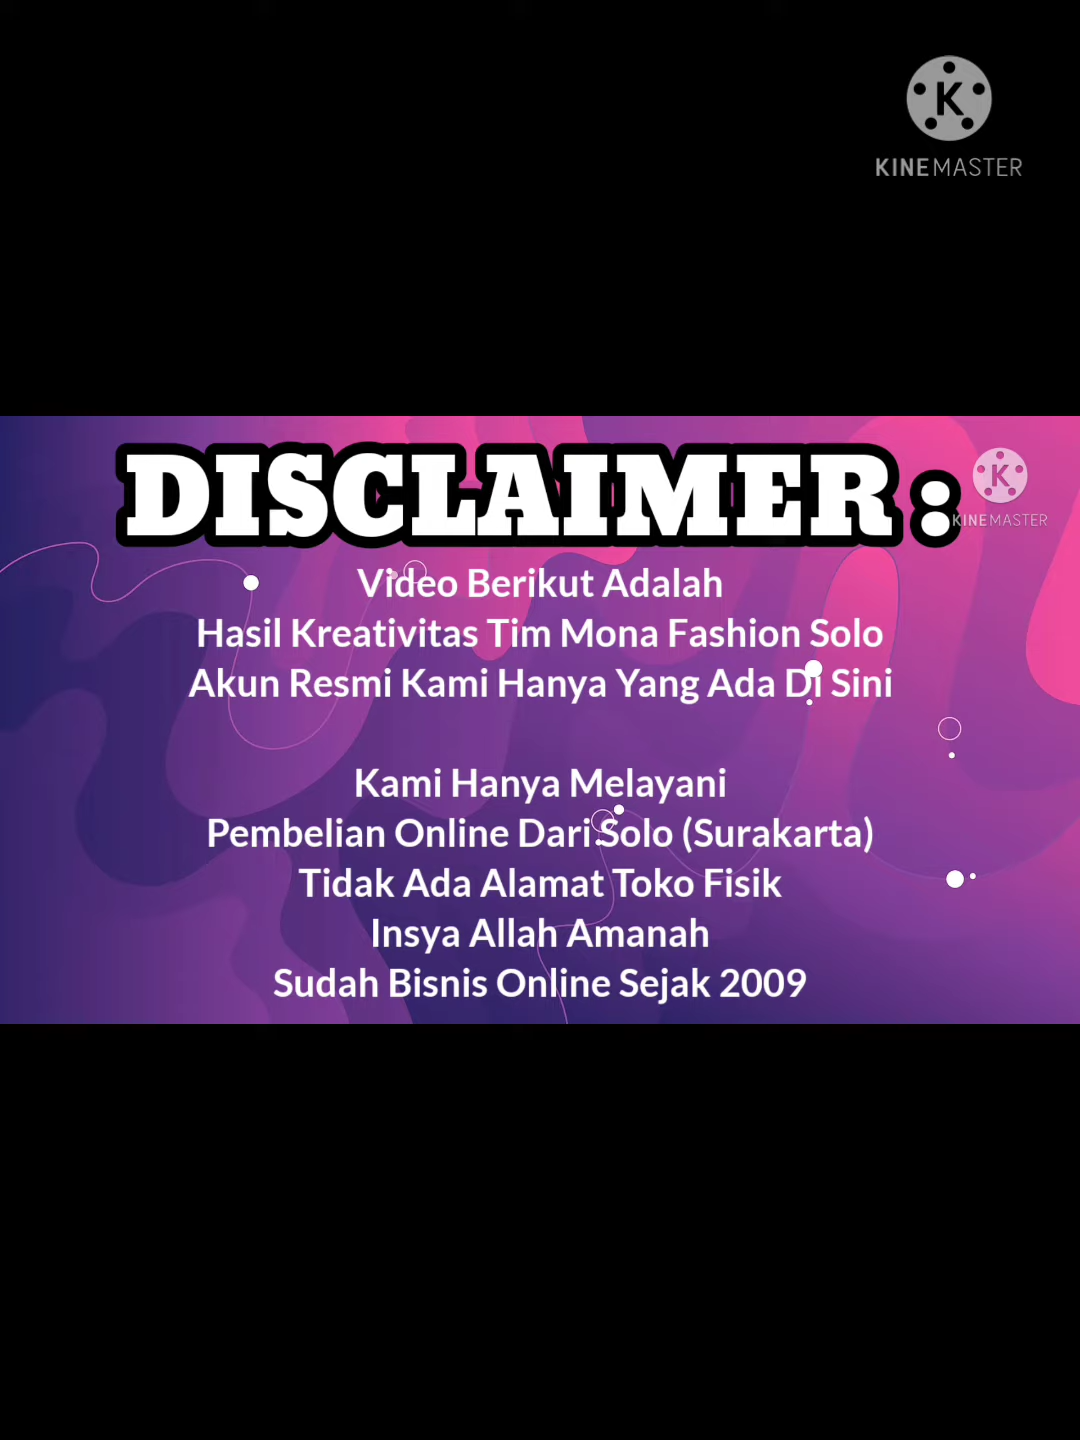 KINEMASTER
DISCLAIMER :
KINEMASTER
Video Berikut Adalah
Hasil Kreativitas Tim Mona Fashion Solo
Akun Resmi Kami Hanya Yang Ada Di Sini
Kami Hanya Melayani
Pembelian Online Dari Solo (Surakarta)
Tidak Ada Alamat Toko Fisik
Insya Allah Amanah
Sudah Bisnis Online Sejak 2009